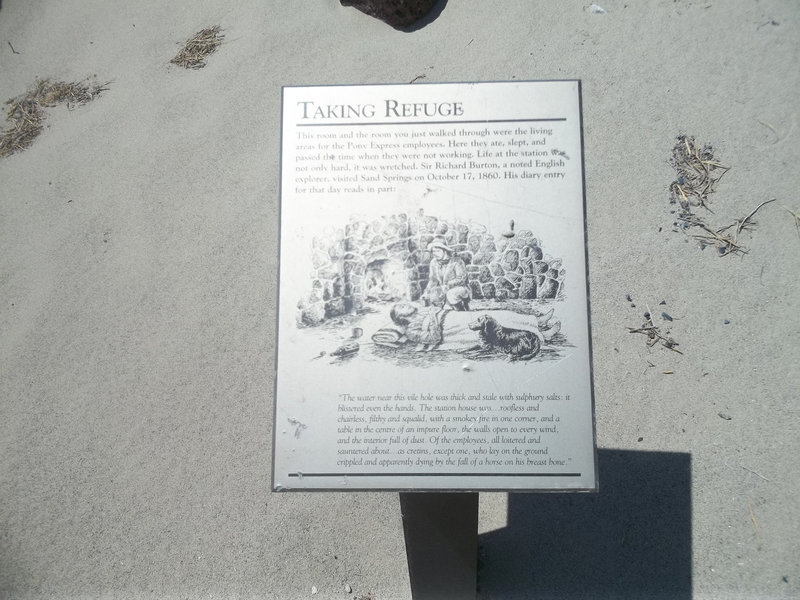 TAKING REFUGE
This room and the room you just walked through were the living
areas for the Pony Express employees. Here they ate, slept, and
passed the time when they were not working. Life at the station was
not only hard, it was wretched. Sir Richard Burton, a noted English
explorer, visited Sand Springs on October 17, 1860. His diary entry
for that day reads in part:
"The water near this vile hole was thick and stale with sulphury salts: it
blistered even the hands. The station house was...roofless and
chairless, filthy and squalid, with a smokey fire in one corner, and a
table in the centre of an impure floor, the walls open to every wind,
and the interior full of dust. Of the employees, all loitered and
sauntered about...as cretins, except one, who lay on the ground
crippled and apparently dying by the fall of a horse on his breast bone."